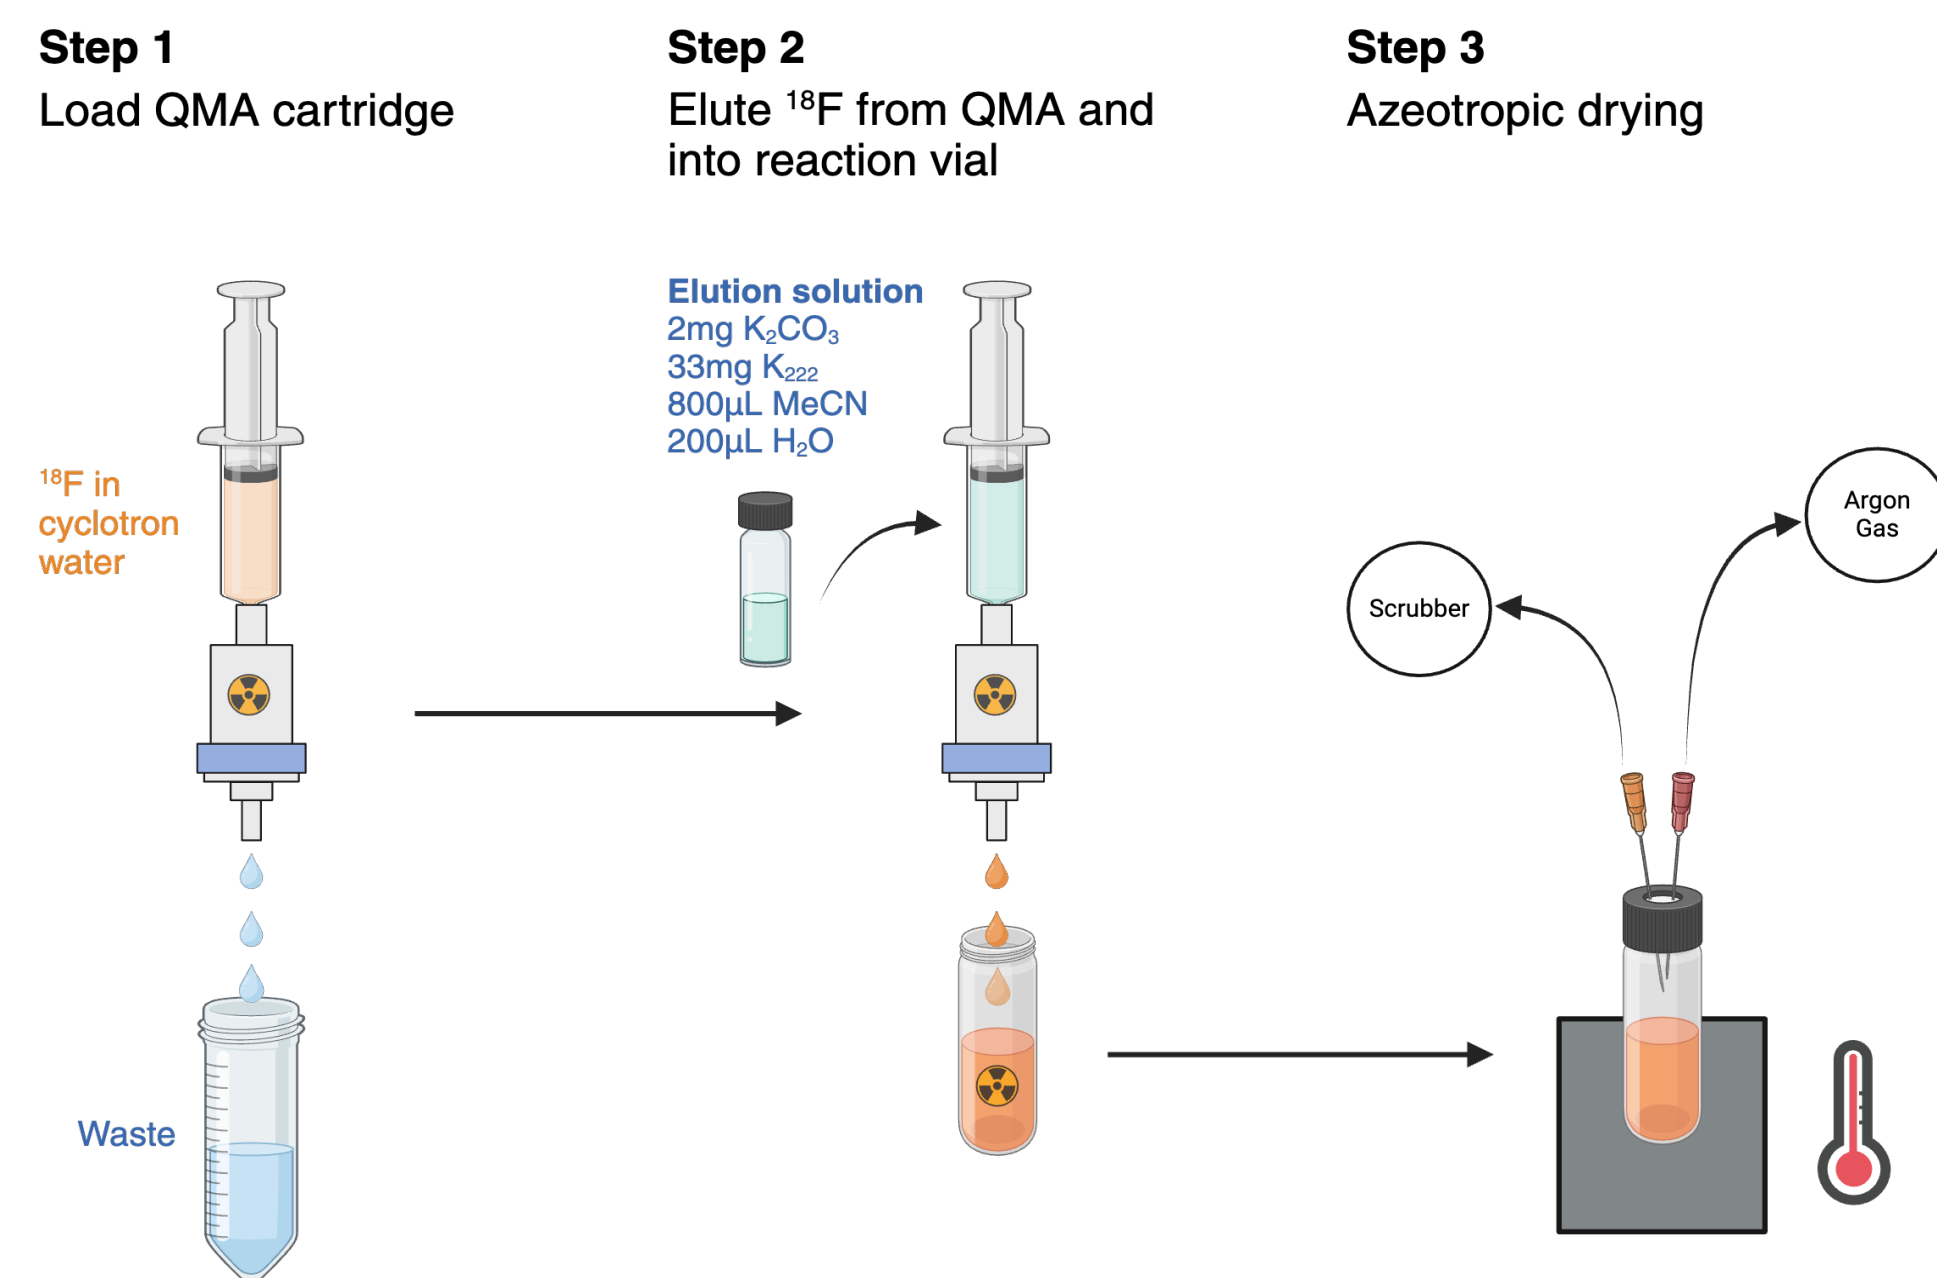 Step 1
Load QMA cartridge
Step 2
Elute ¹⁸F from QMA and
into reaction vial
Step 3
Azeotropic drying
Elution solution
2mg K₂CO₃
33mg K₂₂₂
800µL MeCN
200µL H₂O
¹⁸F in
cyclotron
water
Argon
Gas
Scrubber
Waste